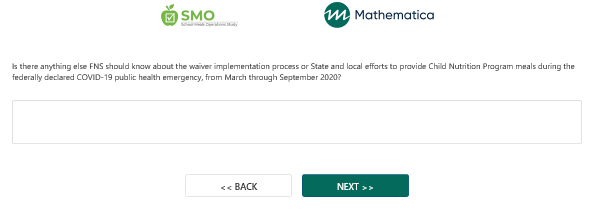 SMO
School Meals Operations Study
Mathematica
Is there anything else FNS should know about the waiver implementation process or State and local efforts to provide Child Nutrition Program meals during the
federally declared COVID-19 public health emergency, from March through September 2020?
<< BACK
NEXT >>